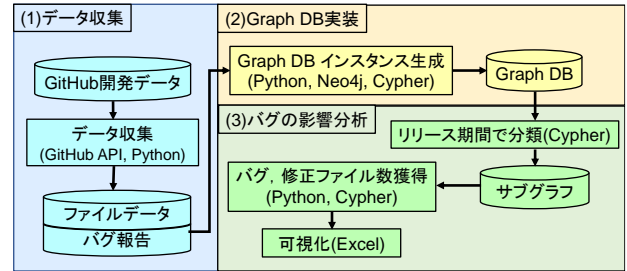 (1)データ収集
GitHub開発データ
データ収集
(GitHub API, Python)
ファイルデータ
バグ報告
(2)Graph DB実装
Graph DB インスタンス生成
(Python, Neo4j, Cypher)
Graph DB
(3)バグの影響分析
リリース期間で分類(Cypher)
サブグラフ
バグ，修正ファイル数獲得
(Python, Cypher)
可視化(Excel)